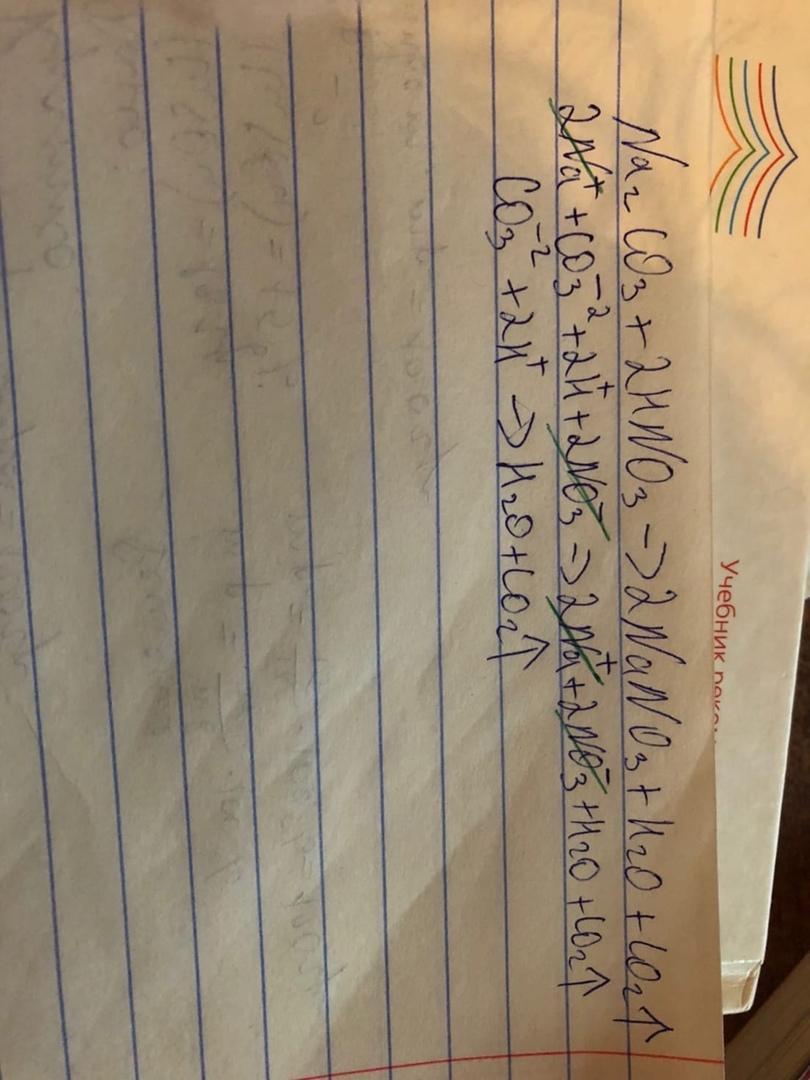 Учебник
Na₂CO₃ + 2HNO₃ → 2NaNO₃ + H₂O + CO₂↑
2Na⁺ + CO₃⁻² + 2H⁺ + 2NO₃⁻ → 2Na⁺ + 2NO₃⁻ + H₂O + CO₂↑
CO₃⁻² + 2H⁺ → H₂O + CO₂↑